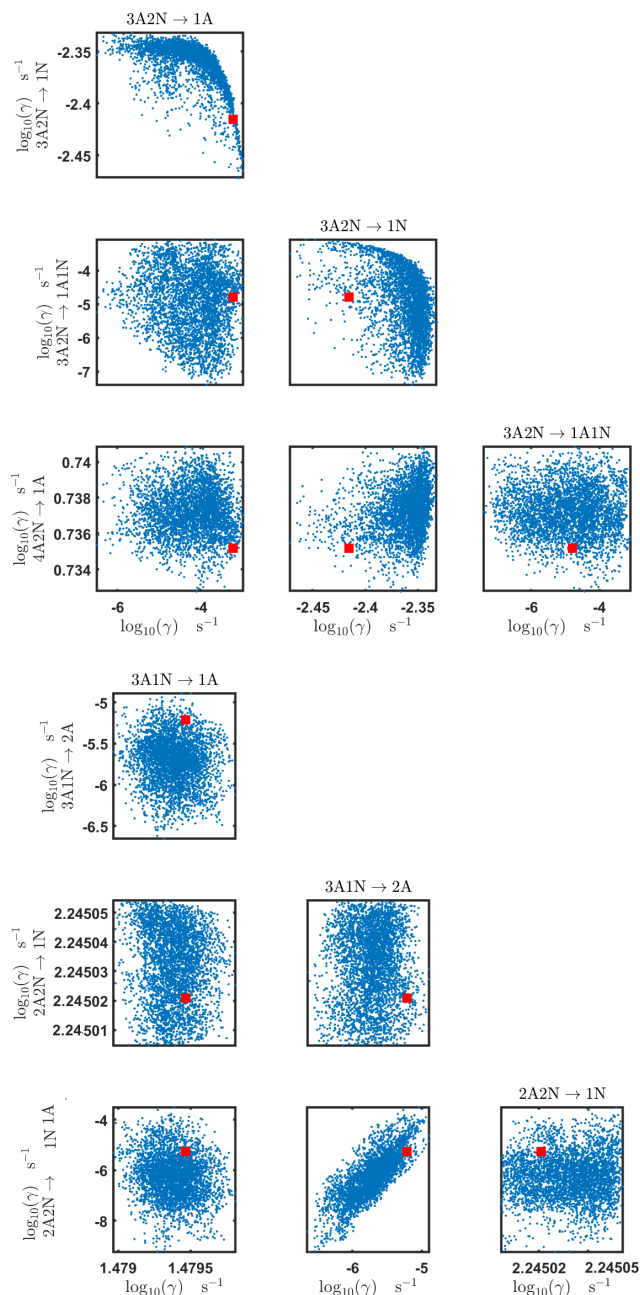 3A2N → 1A
log₁₀(γ) s⁻¹
3A2N → 1N
-2.35
-2.4
-2.45
3A2N → 1N
log₁₀(γ) s⁻¹
3A2N → 1A1N
-4
-5
-6
-7
3A2N → 1A1N
log₁₀(γ) s⁻¹
4A2N → 1A
0.74
0.738
0.736
0.734
-6 -4
-2.45 -2.4 -2.35
-6 -4
log₁₀(γ) s⁻¹
log₁₀(γ) s⁻¹
log₁₀(γ) s⁻¹
3A1N → 1A
log₁₀(γ) s⁻¹
3A1N → 2A
-5
-5.5
-6
-6.5
3A1N → 2A
log₁₀(γ) s⁻¹
2A2N → 1N
2.24505
2.24504
2.24503
2.24502
2.24501
2A2N → 1N
log₁₀(γ) s⁻¹
2A2N → 1N 1A
-4
-6
-8
1.479 1.4795
-6 -5
2.24502 2.24505
log₁₀(γ) s⁻¹
log₁₀(γ) s⁻¹
log₁₀(γ) s⁻¹